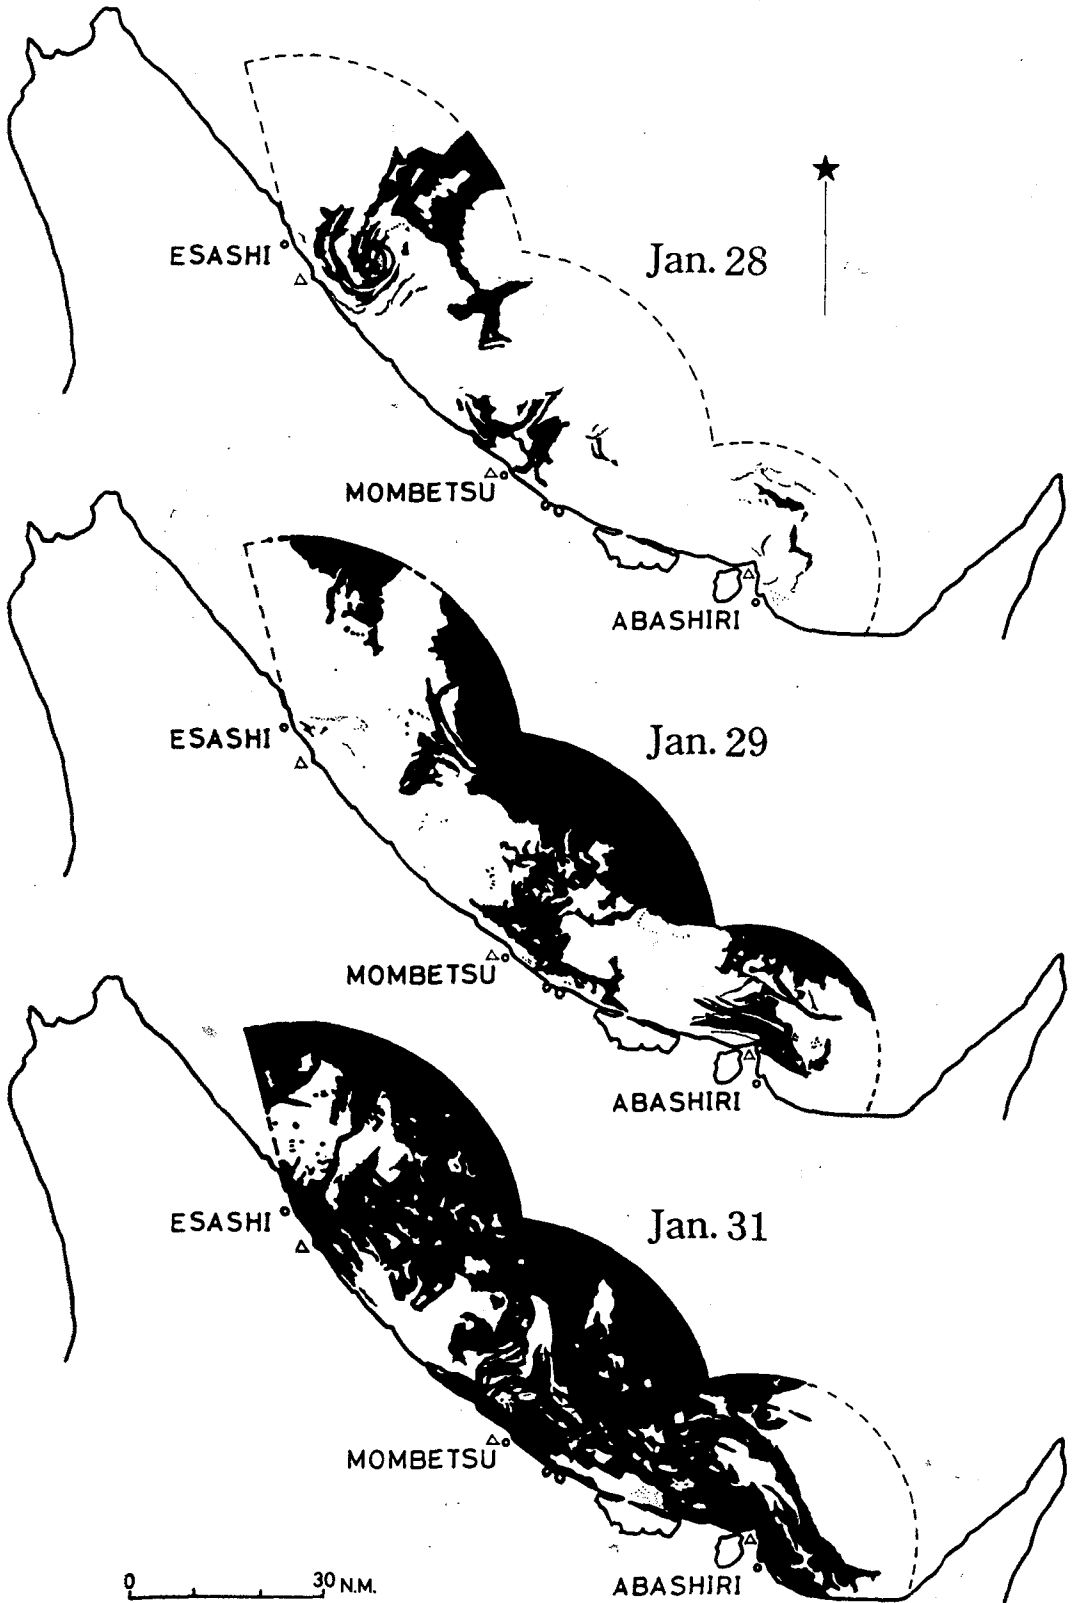 ESASHI
Jan. 28
MOMBETSU
ABASHIRI
ESASHI
Jan. 29
MOMBETSU
ABASHIRI
ESASHI
Jan. 31
MOMBETSU
ABASHIRI
0 30 N.M.